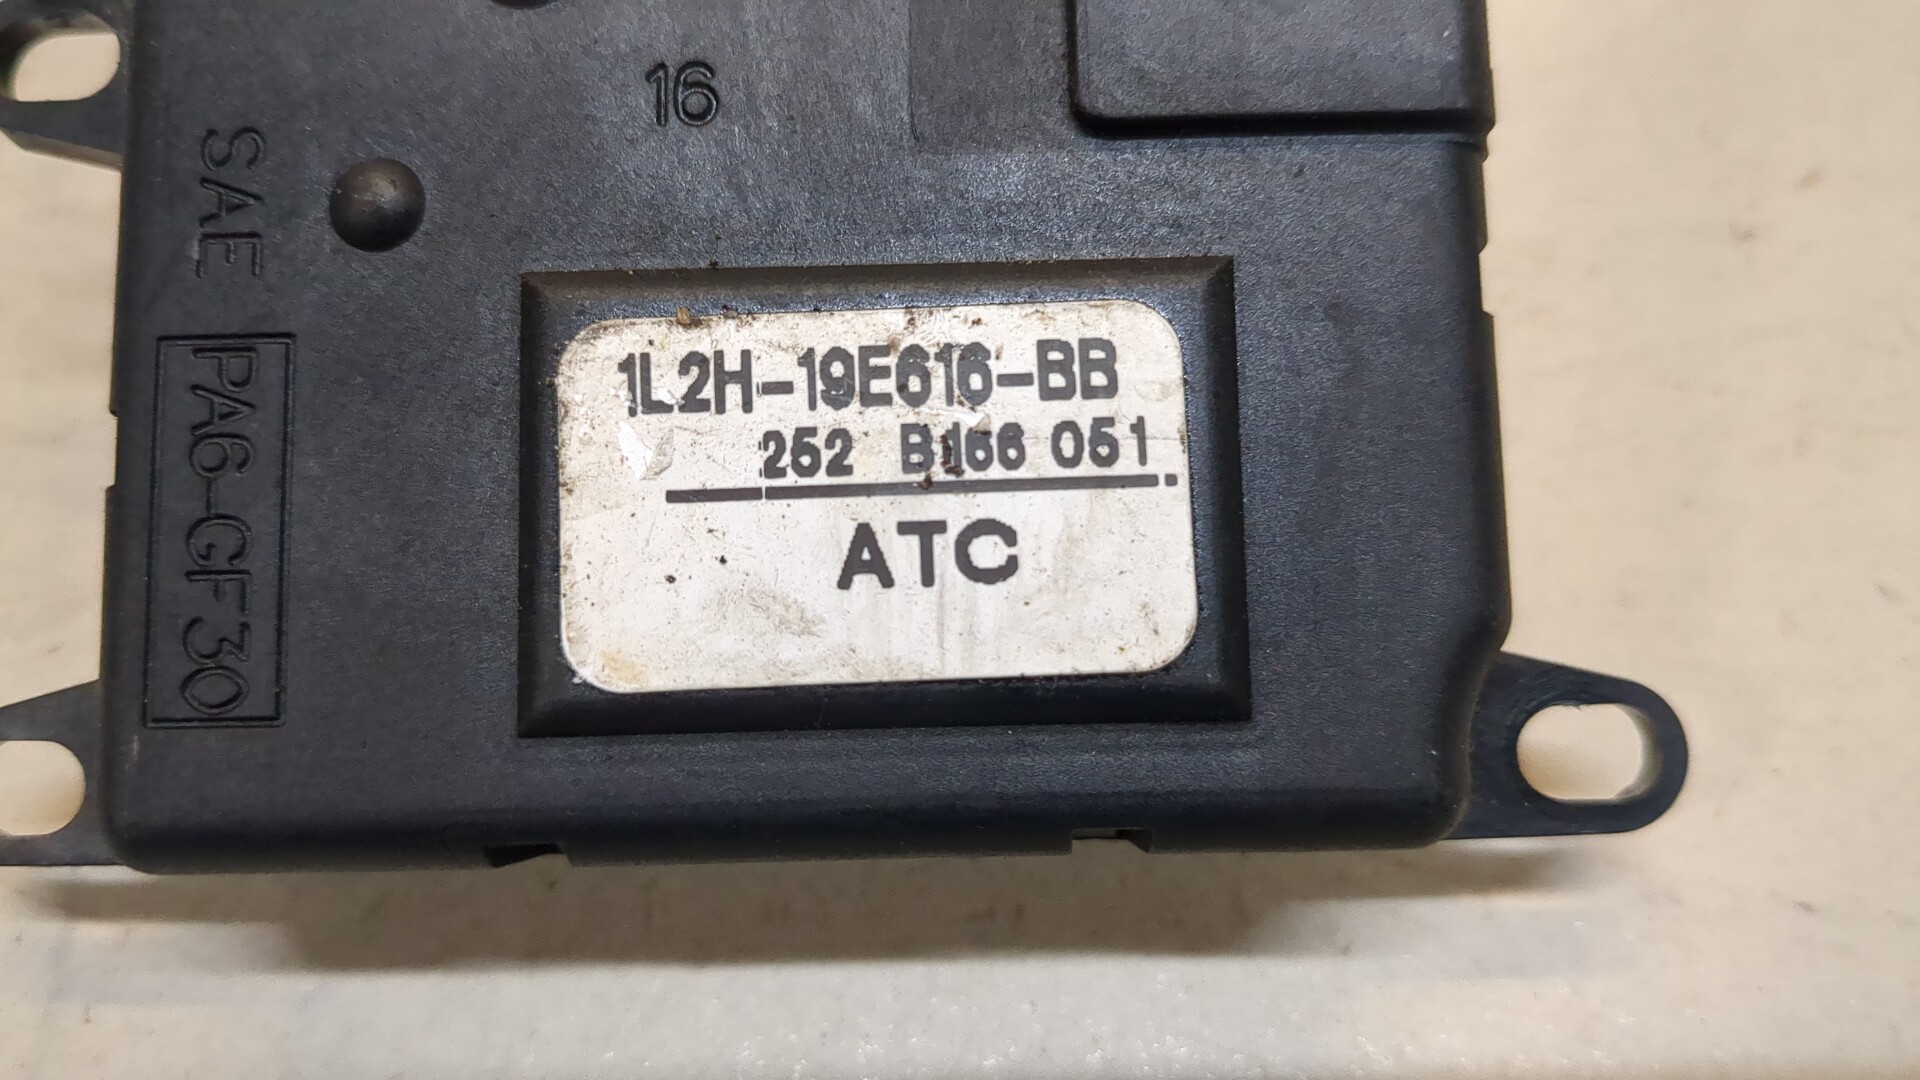 16
SAE
PA6-GF30
1L2H-19E616-BB
252 B166 051
ATC